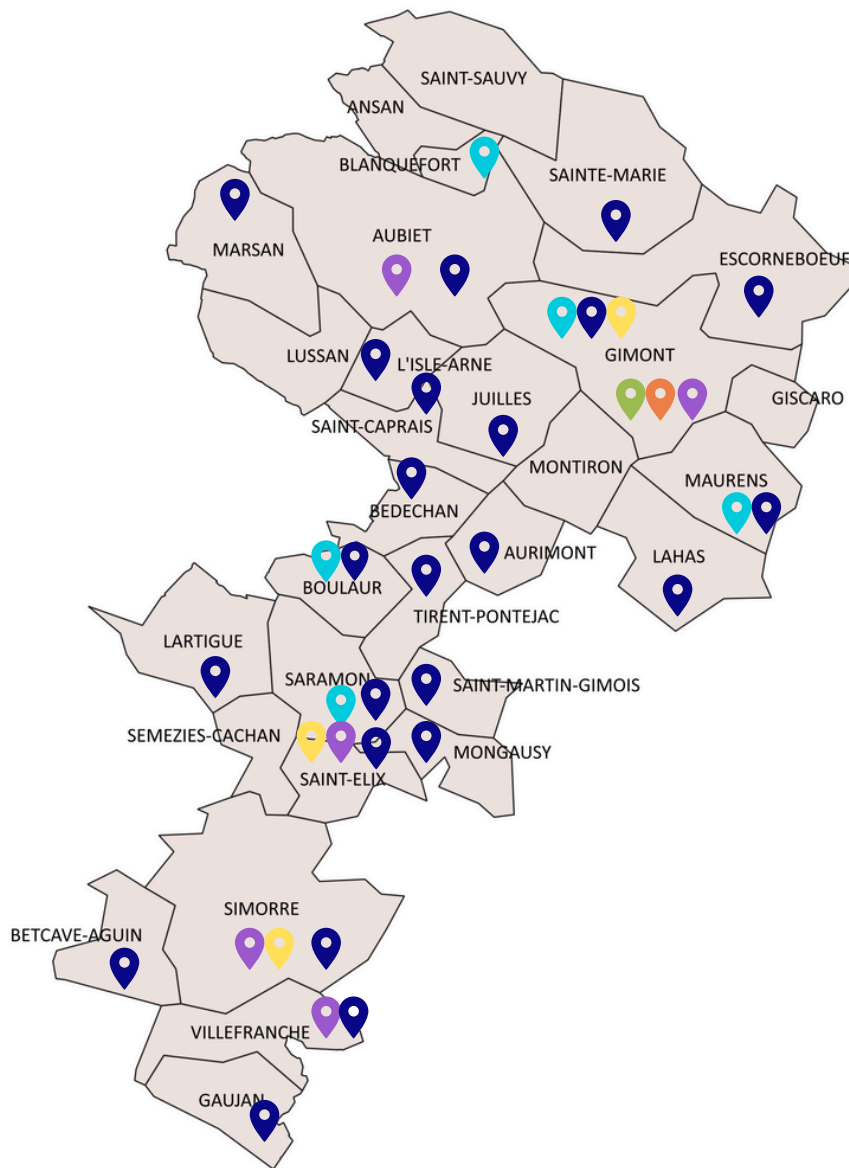 SAINT-SAUVY
ANSAN
BLANQUEFORT
SAINTE-MARIE
AUBIET
MARSAN
ESCORNEBOEUF
LUSSAN
L'ISLE-ARNE
GIMONT
JUILLES
GISCARO
SAINT-CAPRAIS
MONTIRON
MAURENS
BEDECHAN
AURIMONT
LAHAS
BOULAUR
TIRENT-PONTEJAC
LARTIGUE
SARAMON
SAINT-MARTIN-GIMOIS
SEMEZIES-CACHAN
MONGAUSY
SAINT-ELIX
SIMORRE
BETCAVE-AGUIN
VILLEFRANCHE
GAUJAN